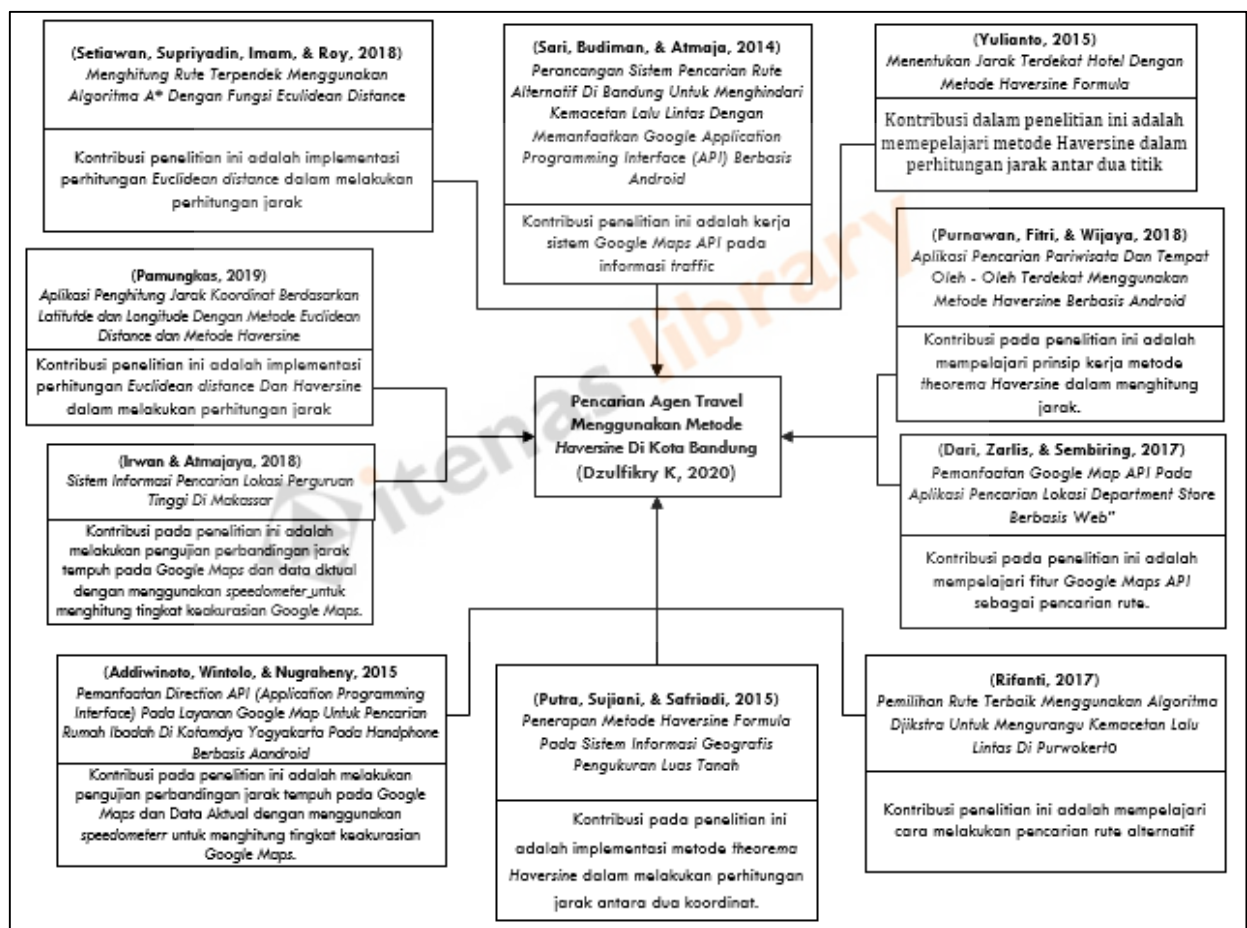 (Setiawan, Supriyadin, Imam, & Roy, 2018)
Menghitung Rute Terpendek Menggunakan
Algoritma A* Dengan Fungsi Eculidean Distance
Kontribusi penelitian ini adalah implementasi
perhitungan Euclidean distance dalam melakukan
perhitungan jarak
(Sari, Budiman, & Atmaja, 2014)
Perancangan Sistem Pencarian Rute
Alternatif Di Bandung Untuk Menghindari
Kemacetan Lalu Lintas Dengan
Memanfaatkan Google Application
Programming Interface (API) Berbasis
Android
Kontribusi penelitian ini adalah kerja
sistem Google Maps API pada
informasi traffic
(Yulianto, 2015)
Menentukan Jarak Terdekat Hotel Dengan
Metode Haversine Formula
Kontribusi dalam penelitian ini adalah
memepelajari metode Haversine dalam
perhitungan jarak antar dua titik
(Pamungkas, 2019)
Aplikasi Penghitung Jarak Koordinat Berdasarkan
Latitutde dan Longitude Dengan Metode Euclidean
Distance dan Metode Haversine
Kontribusi penelitian ini adalah implementasi
perhitungan Euclidean distance Dan Haversine
dalam melakukan perhitungan jarak
(Purnawan, Fitri, & Wijaya, 2018)
Aplikasi Pencarian Pariwisata Dan Tempat
Oleh - Oleh Terdekat Menggunakan
Metode Haversine Berbasis Android
Kontribusi pada penelitian ini adalah
mempelajari prinsip kerja metode
theorema Haversine dalam menghitung
jarak.
Pencarian Agen Travel
Menggunakan Metode
Haversine Di Kota Bandung
(Dzulfikry K, 2020)
(Irwan & Atmajaya, 2018)
Sistem Informasi Pencarian Lokasi Perguruan
Tinggi Di Makassar
Kontribusi pada penelitian ini adalah
melakukan pengujian perbandingan jarak
tempuh pada Google Maps dan data dktual
dengan menggunakan speedometer untuk
menghitung tingkat keakurasian Google Maps.
(Dari, Zarlis, & Sembiring, 2017)
Pemanfaatan Google Map API Pada
Aplikasi Pencarian Lokasi Department Store
Berbasis Web"
Kontribusi pada penelitian ini adalah
mempelajari fitur Google Maps API
sebagai pencarian rute.
(Addiwinoto, Wintolo, & Nugraheny, 2015
Pemanfaatan Direction API (Application Programming
Interface) Pada Layanan Google Map Untuk Pencarian
Rumah Ibadah Di Kotamdya Yogyakarta Pada Handphone
Berbasis Aandroid
Kontribusi pada penelitian ini adalah melakukan
pengujian perbandingan jarak tempuh pada Google
Maps dan Data Aktual dengan menggunakan
speedometerr untuk menghitung tingkat keakurasian
Google Maps.
(Putra, Sujiani, & Safriadi, 2015)
Penerapan Metode Haversine Formula
Pada Sistem Informasi Geografis
Pengukuran Luas Tanah
Kontribusi pada penelitian ini
adalah implementasi metode theorema
Haversine dalam melakukan perhitungan
jarak antara dua koordinat.
(Rifanti, 2017)
Pemilihan Rute Terbaik Menggunakan Algoritma
Djikstra Untuk Mengurangu Kemacetan Lalu
Lintas Di Purwokerto
Kontribusi penelitian ini adalah mempelajari
cara melakukan pencarian rute alternatif
itenas library